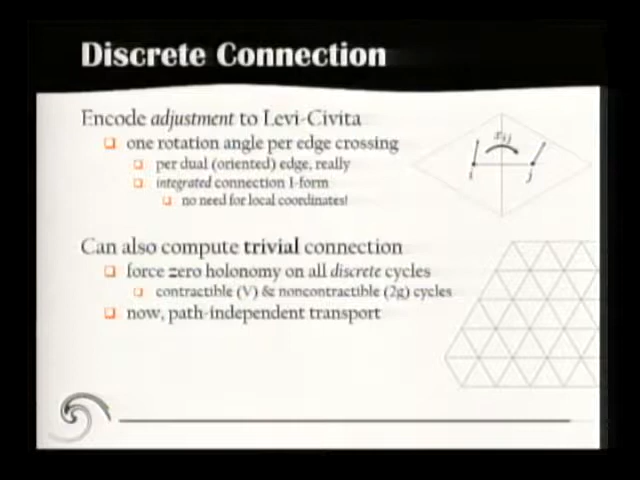 Discrete Connection
Encode adjustment to Levi-Civita
one rotation angle per edge crossing
per dual (oriented) edge, really
integrated connection 1-form
no need for local coordinates!
Can also compute trivial connection
force zero holonomy on all discrete cycles
contractible (V) & noncontractible (2g) cycles
now, path-independent transport
x_ij
i
j